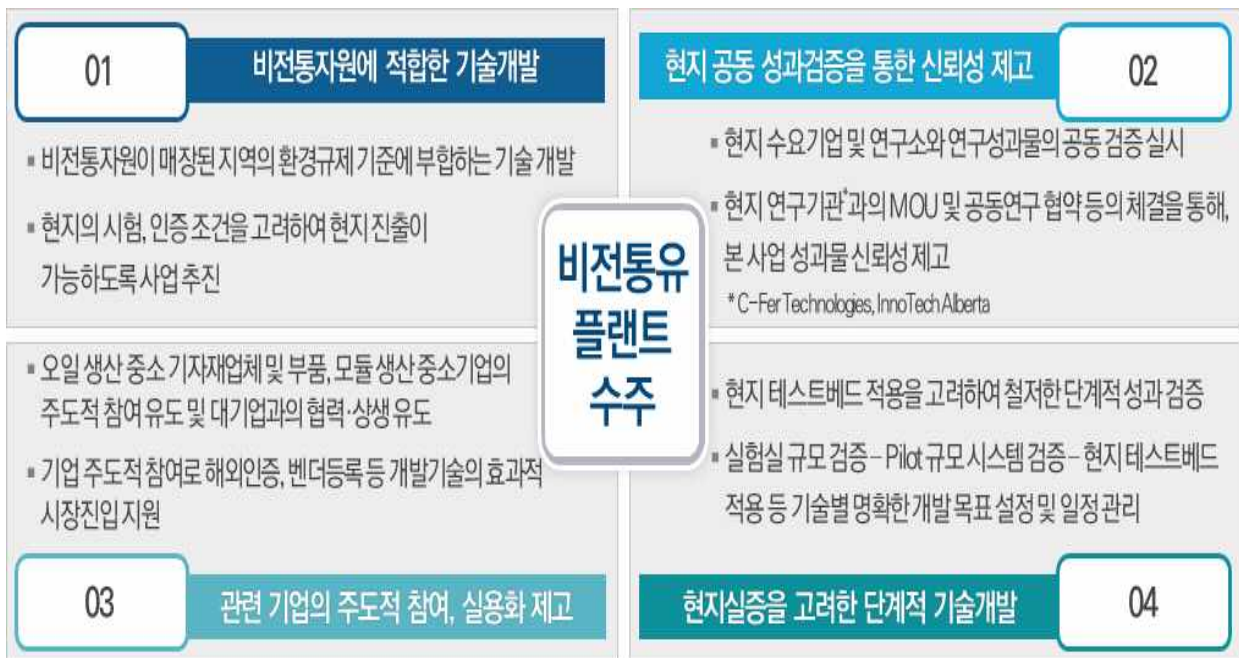 01
비전통자원에 적합한 기술개발
▪ 비전통자원이 매장된 지역의 환경규제 기준에 부합하는 기술 개발
▪ 현지의 시험, 인증 조건을 고려하여 현지 진출이
가능하도록 사업 추진
현지 공동 성과검증을 통한 신뢰성 제고
02
▪ 현지 수요기업 및 연구소와 연구성과물의 공동 검증 실시
▪ 현지 연구기관*과의 MOU 및 공동연구 협약 등의 체결을 통해,
본 사업 성과물 신뢰성 제고
* C-Fer Technologies, InnoTech Alberta
비전통유
플랜트
수주
▪ 오일 생산 중소 기자재업체 및 부품, 모듈 생산 중소기업의
주도적 참여 유도 및 대기업과의 협력·상생 유도
▪ 기업 주도적 참여로 해외인증, 벤더등록 등 개발기술의 효과적
시장진입 지원
03
관련 기업의 주도적 참여, 실용화 제고
▪ 현지 테스트베드 적용을 고려하여 철저한 단계적 성과 검증
▪ 실험실 규모 검증 – Pilot 규모 시스템 검증 – 현지 테스트베드
적용 등 기술별 명확한 개발 목표 설정 및 일정 관리
현지실증을 고려한 단계적 기술개발
04